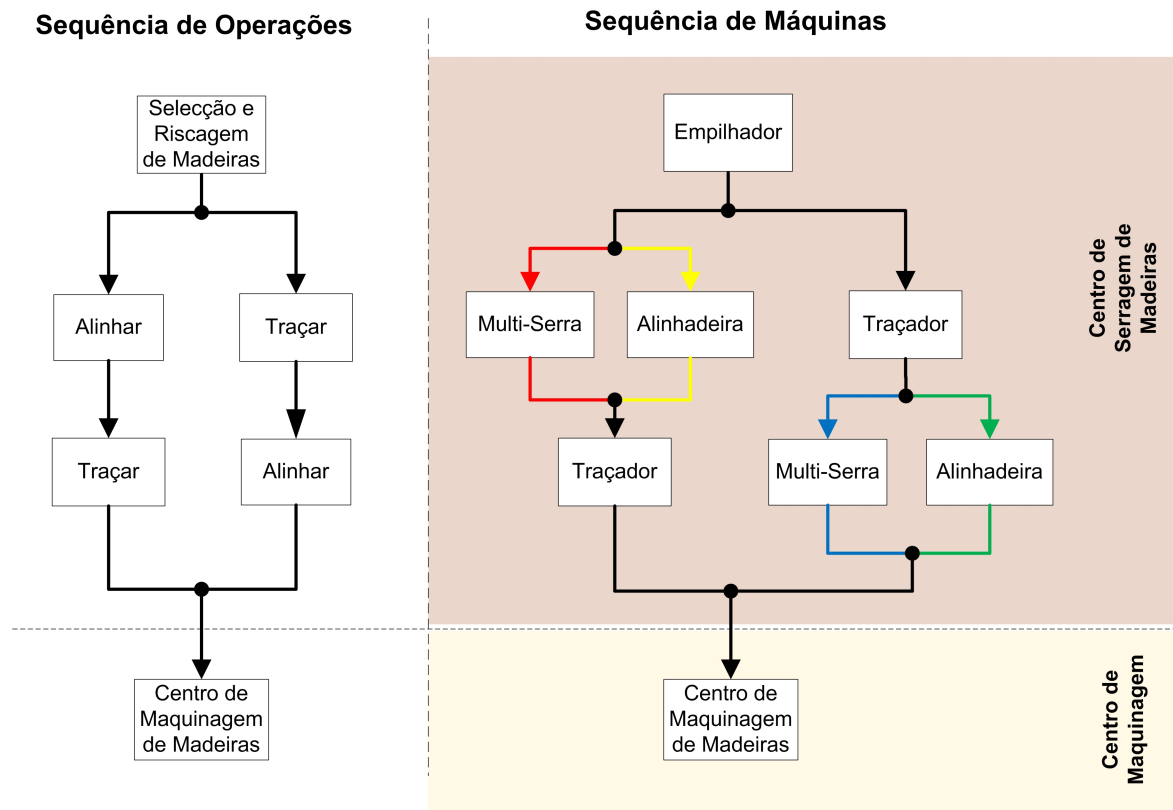 Sequência de Operações
Sequência de Máquinas
Selecção e
Riscagem
de Madeiras
Alinhar
Traçar
Traçar
Alinhar
Centro de
Maquinagem
de Madeiras
Empilhador
Multi-Serra
Alinhadeira
Traçador
Traçador
Multi-Serra
Alinhadeira
Centro de
Maquinagem
de Madeiras
Centro de
Serragem de
Madeiras
Centro de
Maquinagem